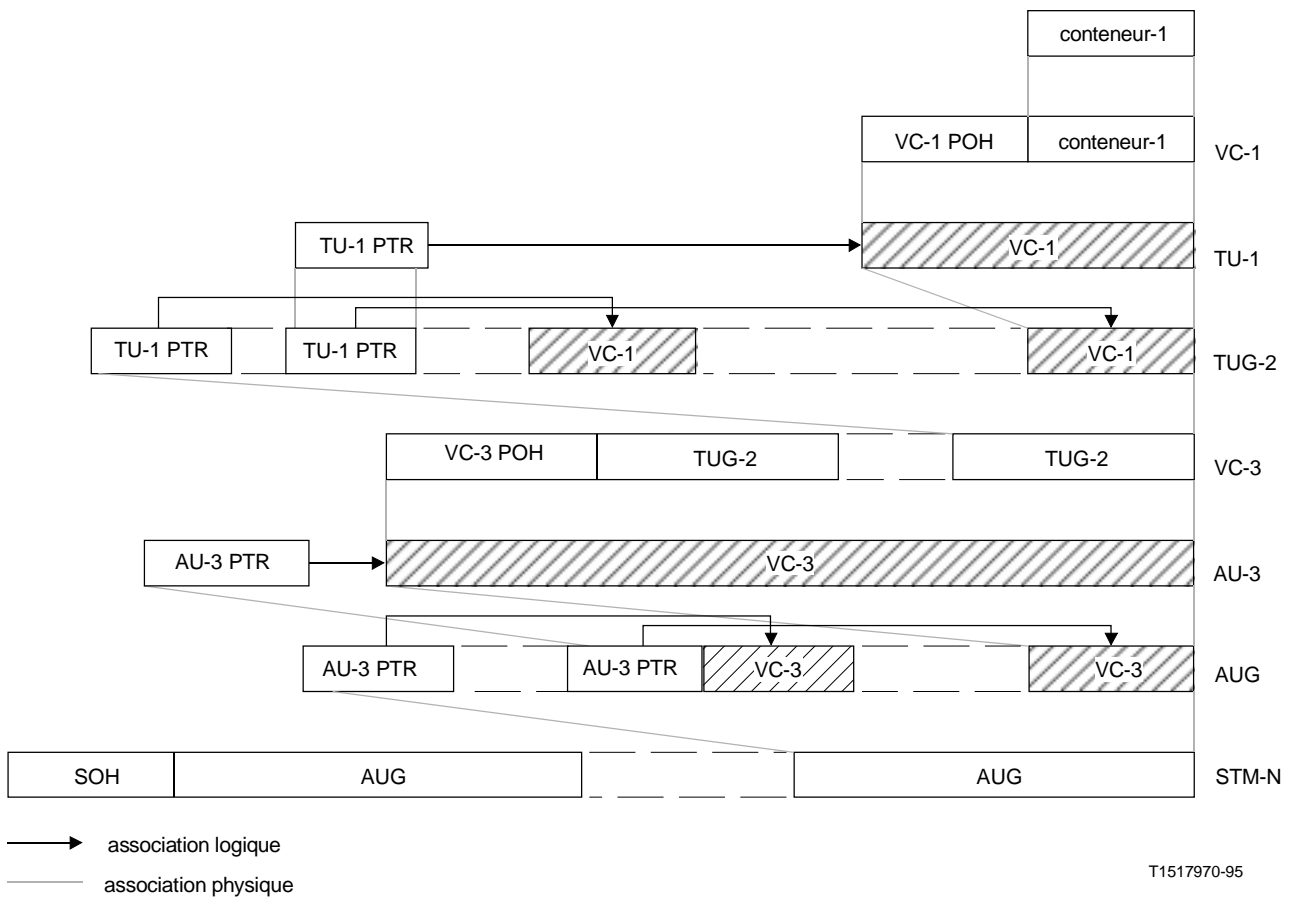 conteneur-1
VC-1 POH conteneur-1 VC-1
TU-1 PTR VC-1 TU-1
TU-1 PTR TU-1 PTR VC-1 VC-1 TUG-2
VC-3 POH TUG-2 TUG-2 VC-3
AU-3 PTR VC-3 AU-3
AU-3 PTR AU-3 PTR VC-3 VC-3 AUG
SOH AUG AUG STM-N
association logique
association physique
T1517970-95